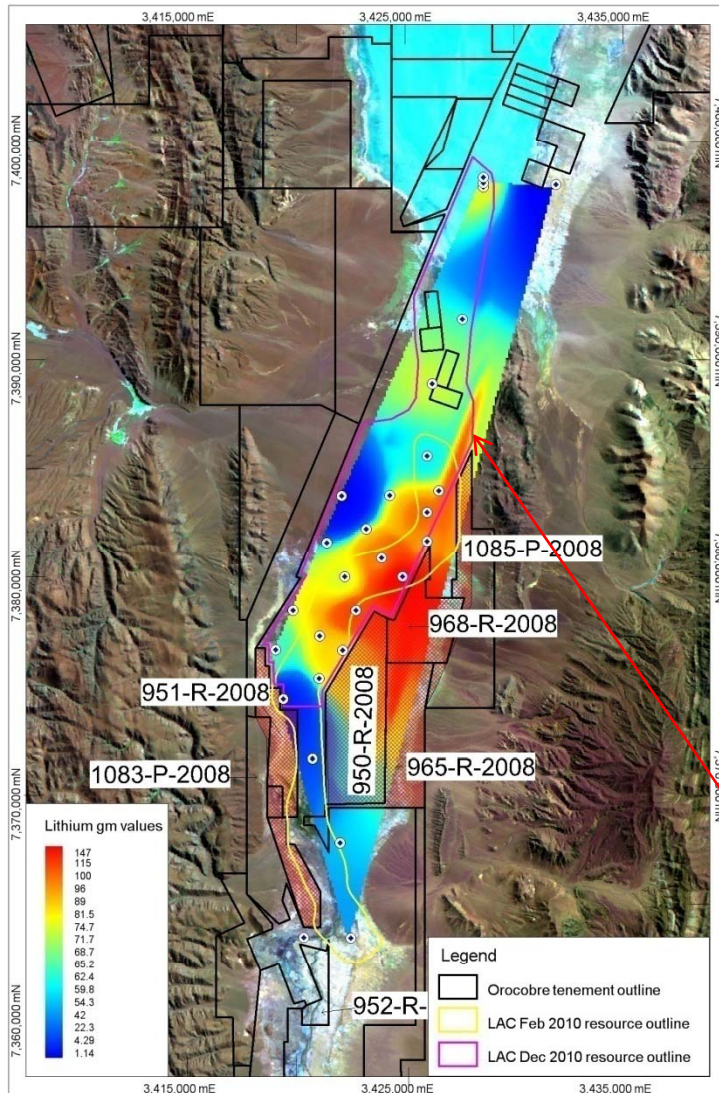 3,415,000 mE
3,425,000 mE
3,435,000 mE
7,400,000 mN
7,390,000 mN
7,380,000 mN
1085-P-2008
968-R-2008
951-R-2008
950-R-2008
1083-P-2008
965-R-2008
7,370,000 mN
Lithium gm values
147
115
100
96
89
81.5
74.7
71.7
68.7
65.2
62.4
59.8
54.3
42
22.3
4.29
1.14
952-R-
7,360,000 mN
Legend
Orocobre tenement outline
LAC Feb 2010 resource outline
LAC Dec 2010 resource outline
3,415,000 mE
3,425,000 mE
3,435,000 mE